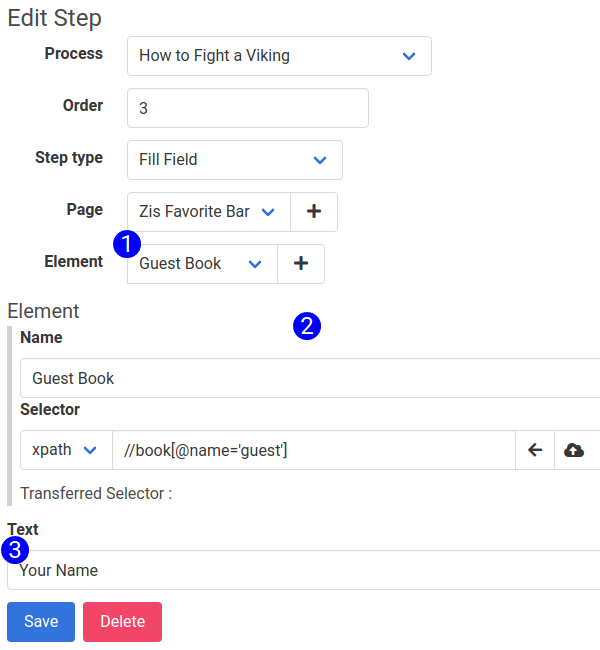 Edit Step
Process How to Fight a Viking
Order 3
Step type Fill Field
Page Zis Favorite Bar
1
Element Guest Book
Element
2
Name
Guest Book
Selector
xpath //book[@name='guest']
Transferred Selector :
Text
3
Your Name
Save Delete